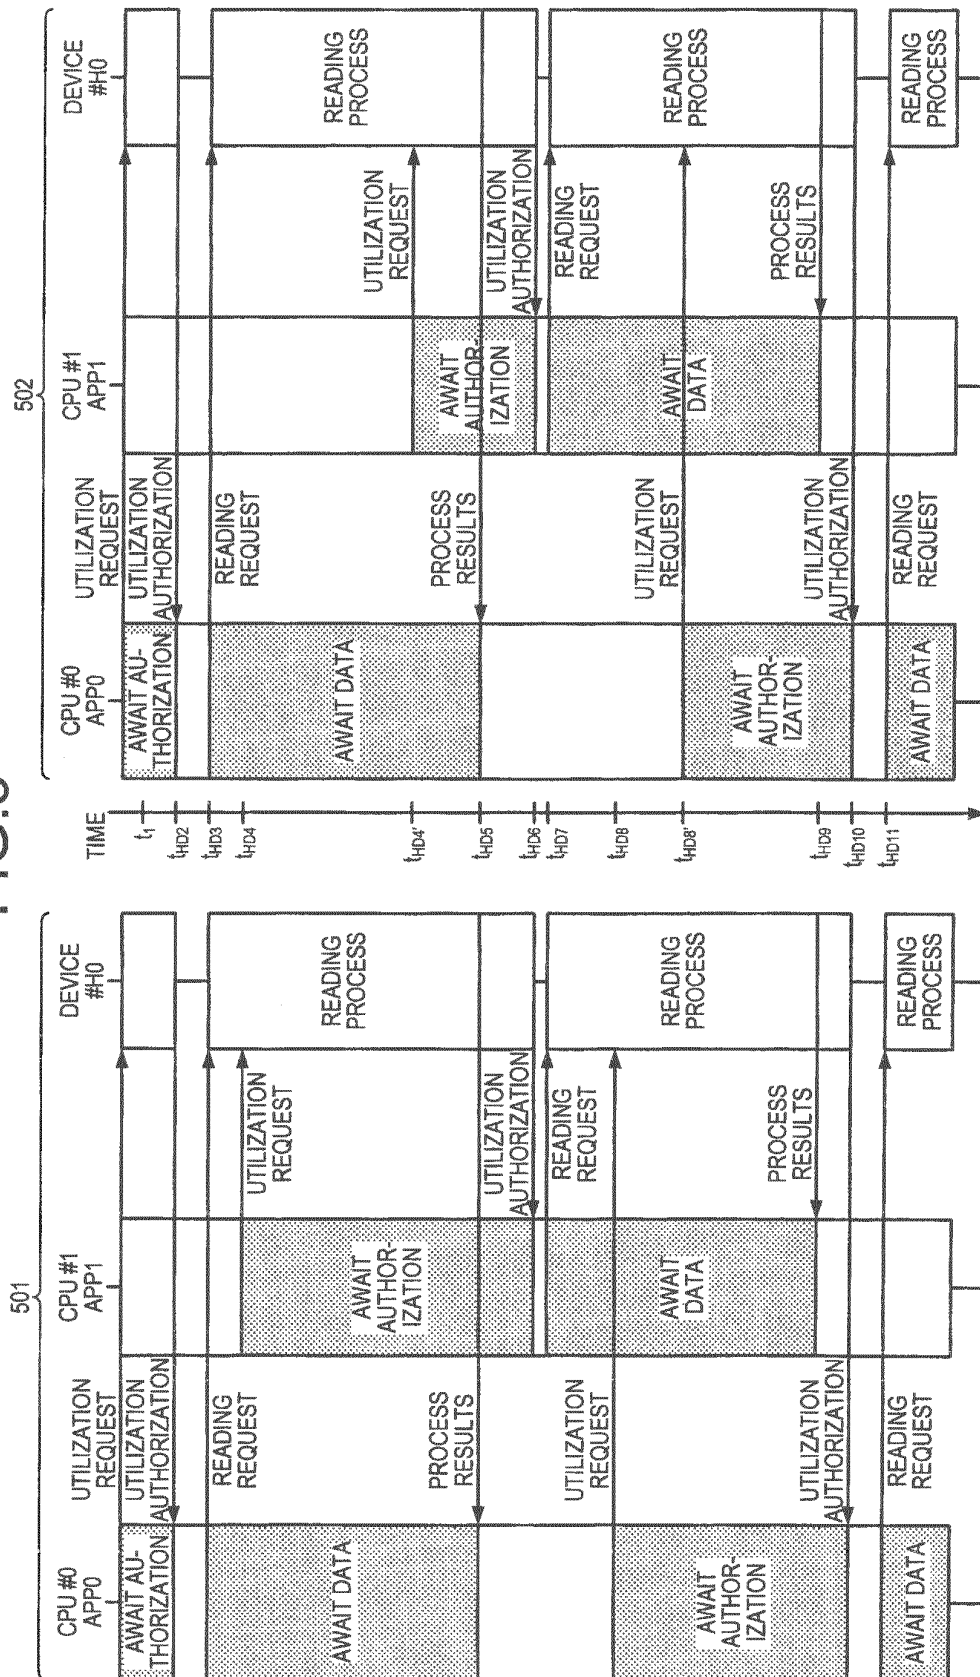 501
CPU #0
APP0
CPU #1
APP1
DEVICE
#H0
UTILIZATION
REQUEST
AWAIT AU-
THORIZATION
UTILIZATION
AUTHORIZATION
READING
REQUEST
UTILIZATION
REQUEST
AWAIT DATA
AWAIT
AUTHOR-
IZATION
READING
PROCESS
PROCESS
RESULTS
UTILIZATION
AUTHORIZATION
READING
REQUEST
UTILIZATION
REQUEST
AWAIT
DATA
READING
PROCESS
AWAIT
AUTHOR-
IZATION
PROCESS
RESULTS
UTILIZATION
AUTHORIZATION
READING
REQUEST
AWAIT DATA
READING
PROCESS
TIME
t1
tHD2
tHD3
tHD4
tHD4'
tHD5
tHD6
tHD7
tHD8
tHD8'
tHD9
tHD10
tHD11
502
CPU #0
APP0
CPU #1
APP1
DEVICE
#H0
UTILIZATION
REQUEST
AWAIT AU-
THORIZATION
UTILIZATION
AUTHORIZATION
READING
REQUEST
AWAIT DATA
READING
PROCESS
UTILIZATION
REQUEST
AWAIT
AUTHOR-
IZATION
PROCESS
RESULTS
UTILIZATION
AUTHORIZATION
READING
REQUEST
UTILIZATION
REQUEST
AWAIT
DATA
READING
PROCESS
AWAIT
AUTHOR-
IZATION
PROCESS
RESULTS
UTILIZATION
AUTHORIZATION
READING
REQUEST
AWAIT DATA
READING
PROCESS